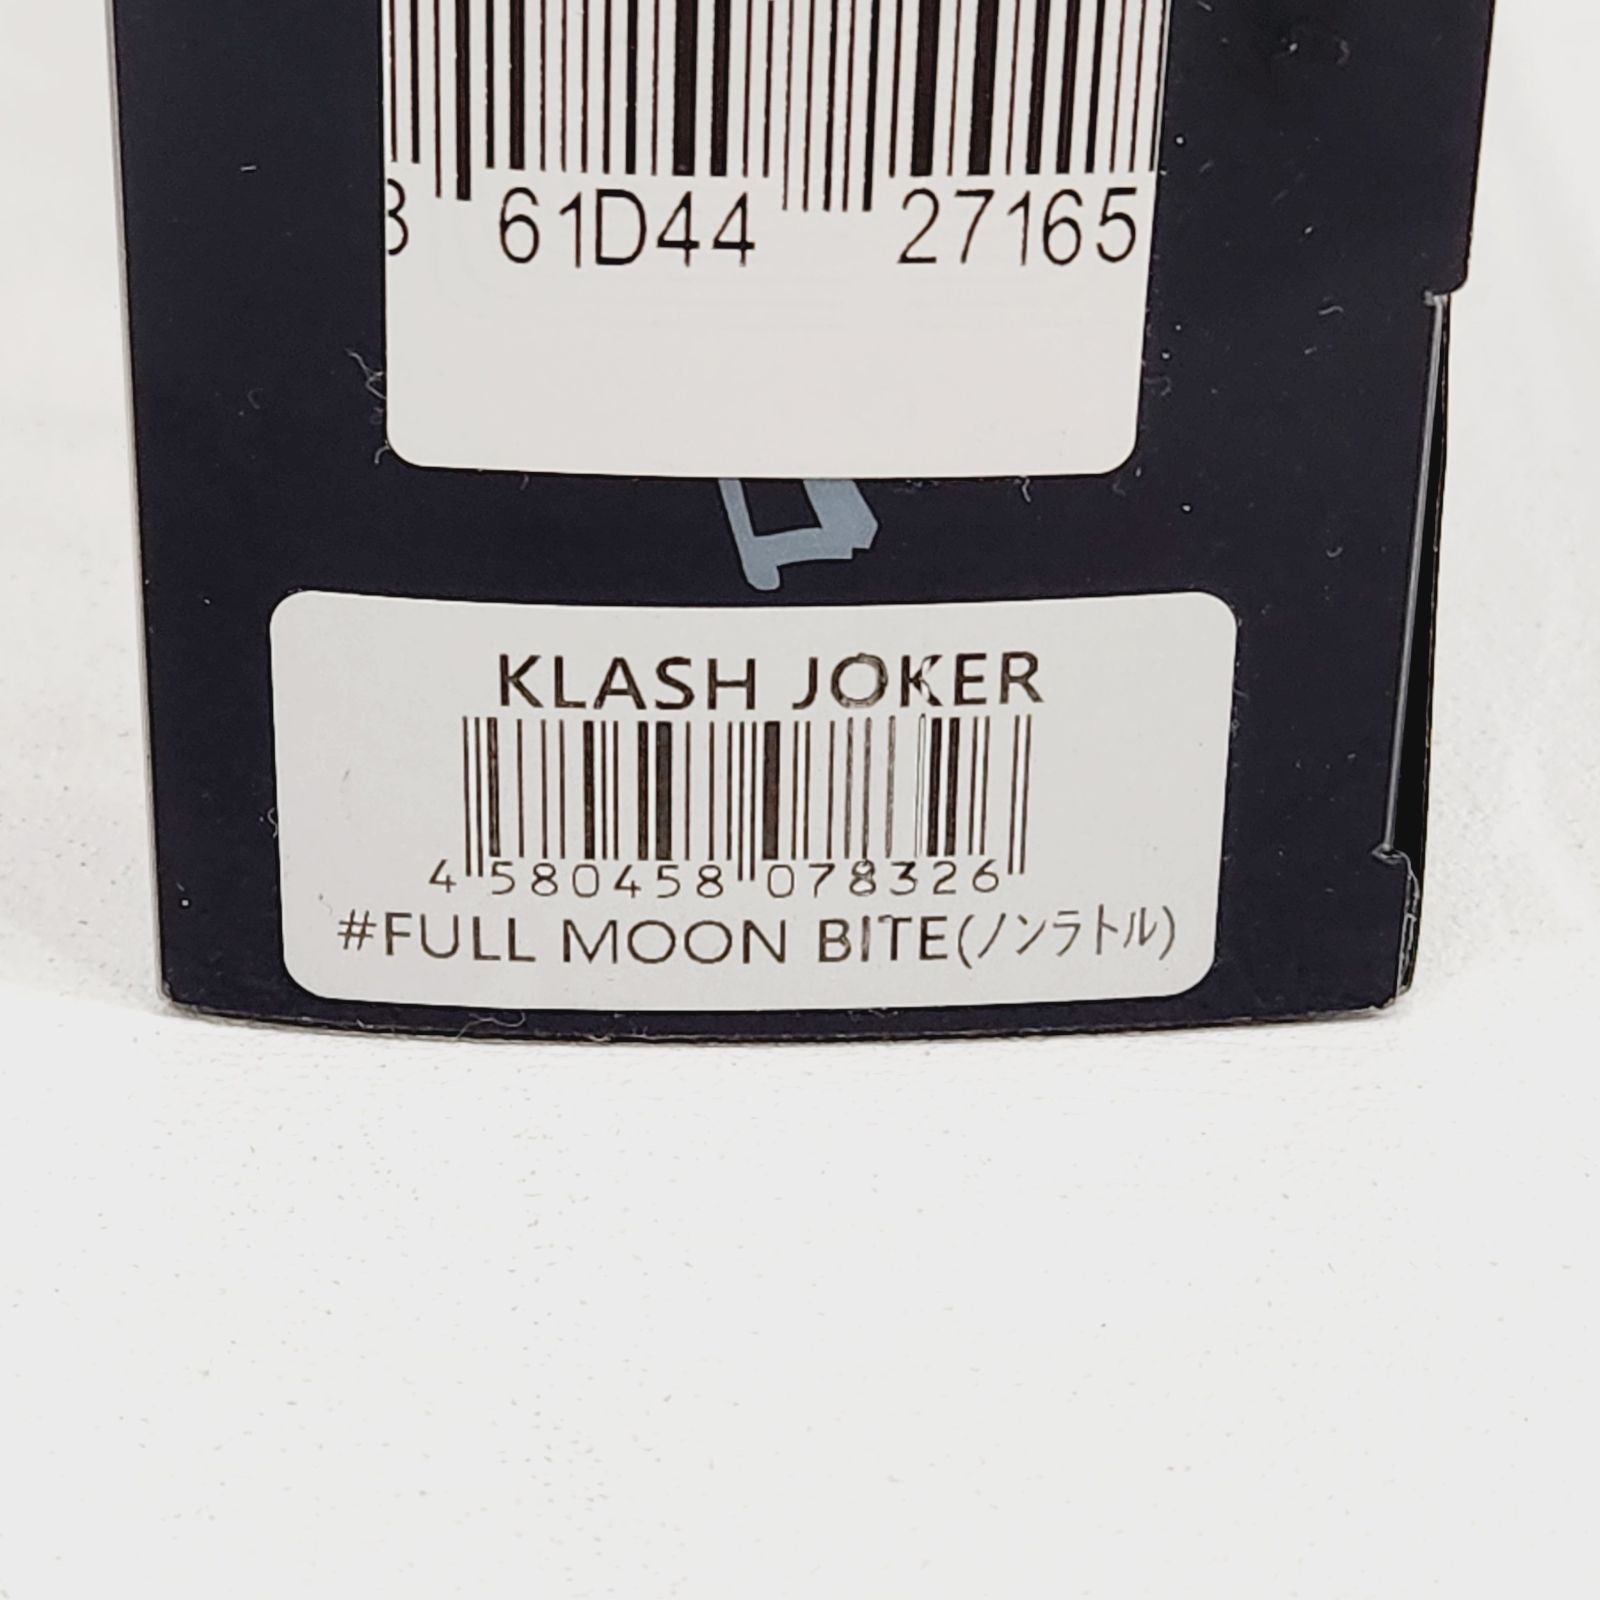 3 61D44 27165
KLASH JOKER
4 580458 078326
#FULL MOON BITE(ノンラトル)